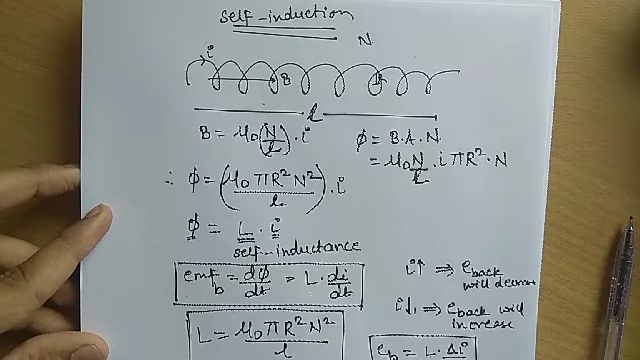 self-induction
N
i
B
R
l
B = μ₀(N/l) · i
ϕ = B.A.N
= μ₀N/l · i πR² · N
∴ ϕ = (μ₀πR²N²/l) · i
ϕ = L · i
self-inductance
emf_b = dϕ/dt = L · di/dt
L = μ₀πR²N²/l
i↑ ⇒ e_back will decrease
i↓, ⇒ e_back will increase
e_b = L · Δi